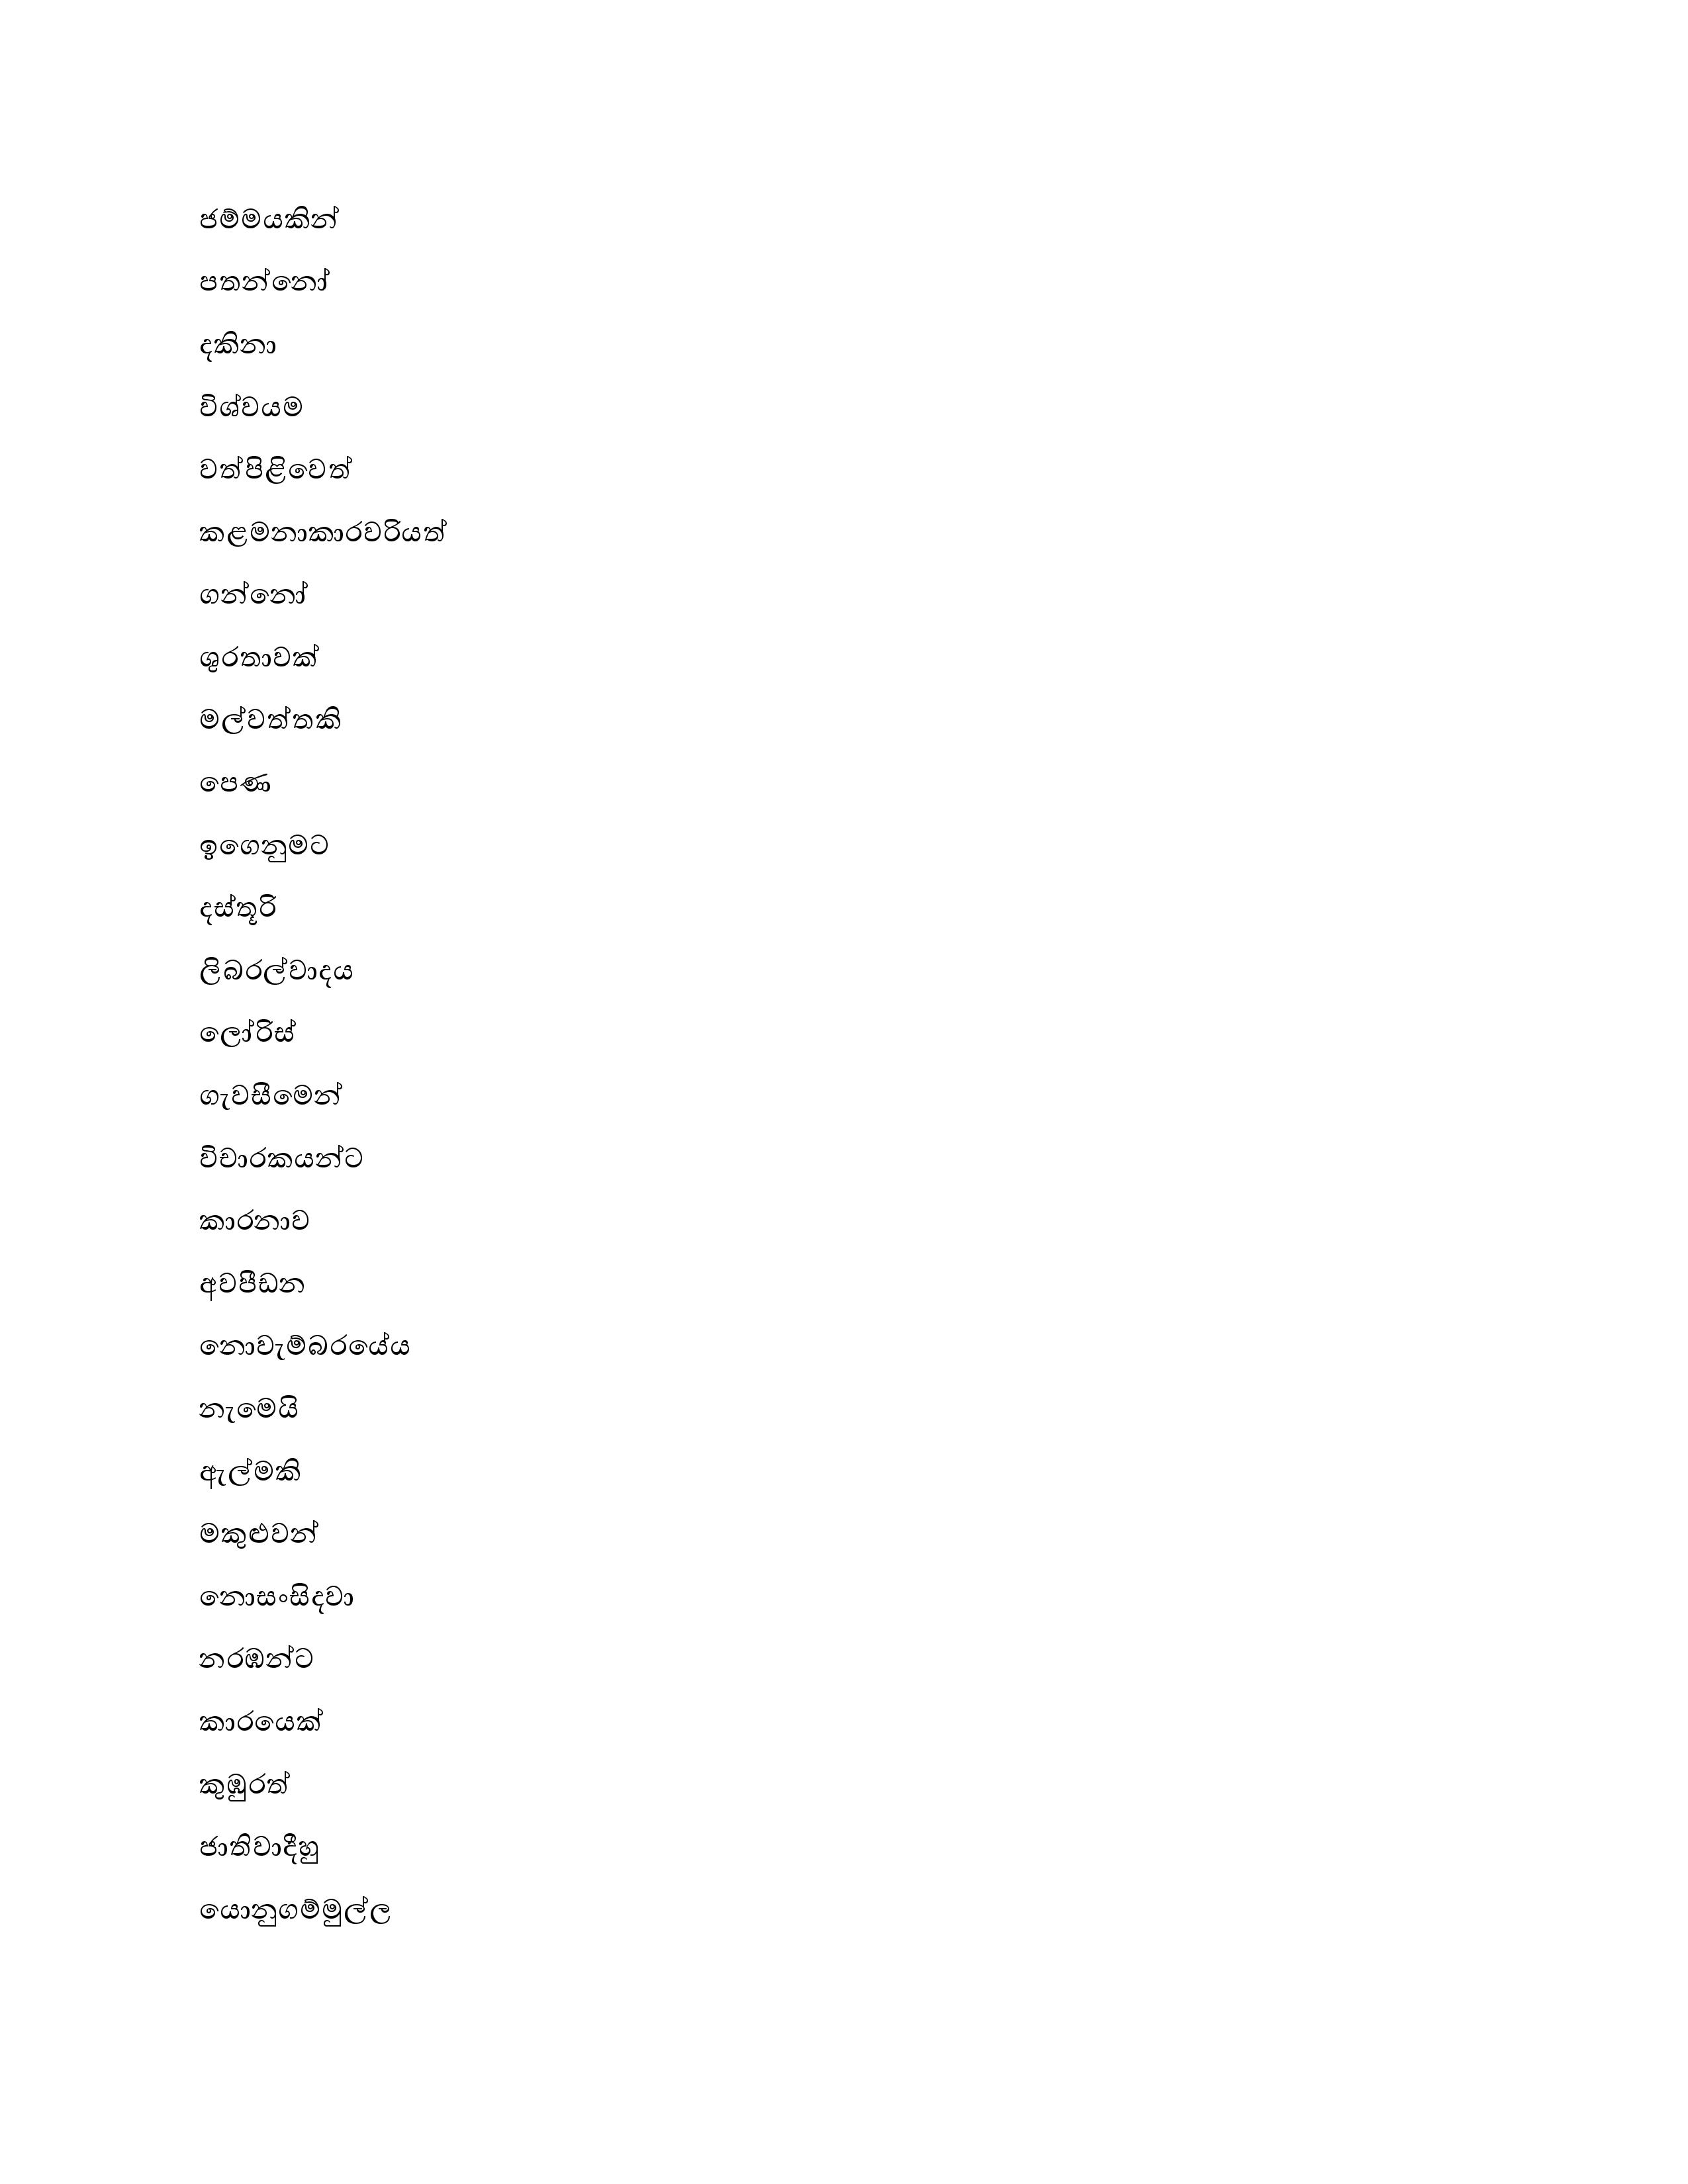 ජම්මයකින්
පතන්නෝ
දකිනා
විශ්වයම
වත්පිළිවෙත්
කළමනාකාරවරියත්
ගන්නෝ
ශුරතාවක්
මල්වත්තකි
පෙණ
ඉගෙනුමට
දස්තූරි
ලිබරල්වාදය
ලෝරිස්
ගැවසීමෙන්
විචාරකයන්ට
කාරනාව
අවපීඩන
නොවැම්බරයේය
නැමෙයි
ඇල්මකි
මකුළුවන්
නොසංසිදවා
නරඹන්ට
කාරයෙක්
කුඹුරත්
ජාතිවාදීහු
යොනුගම්මුල්ල